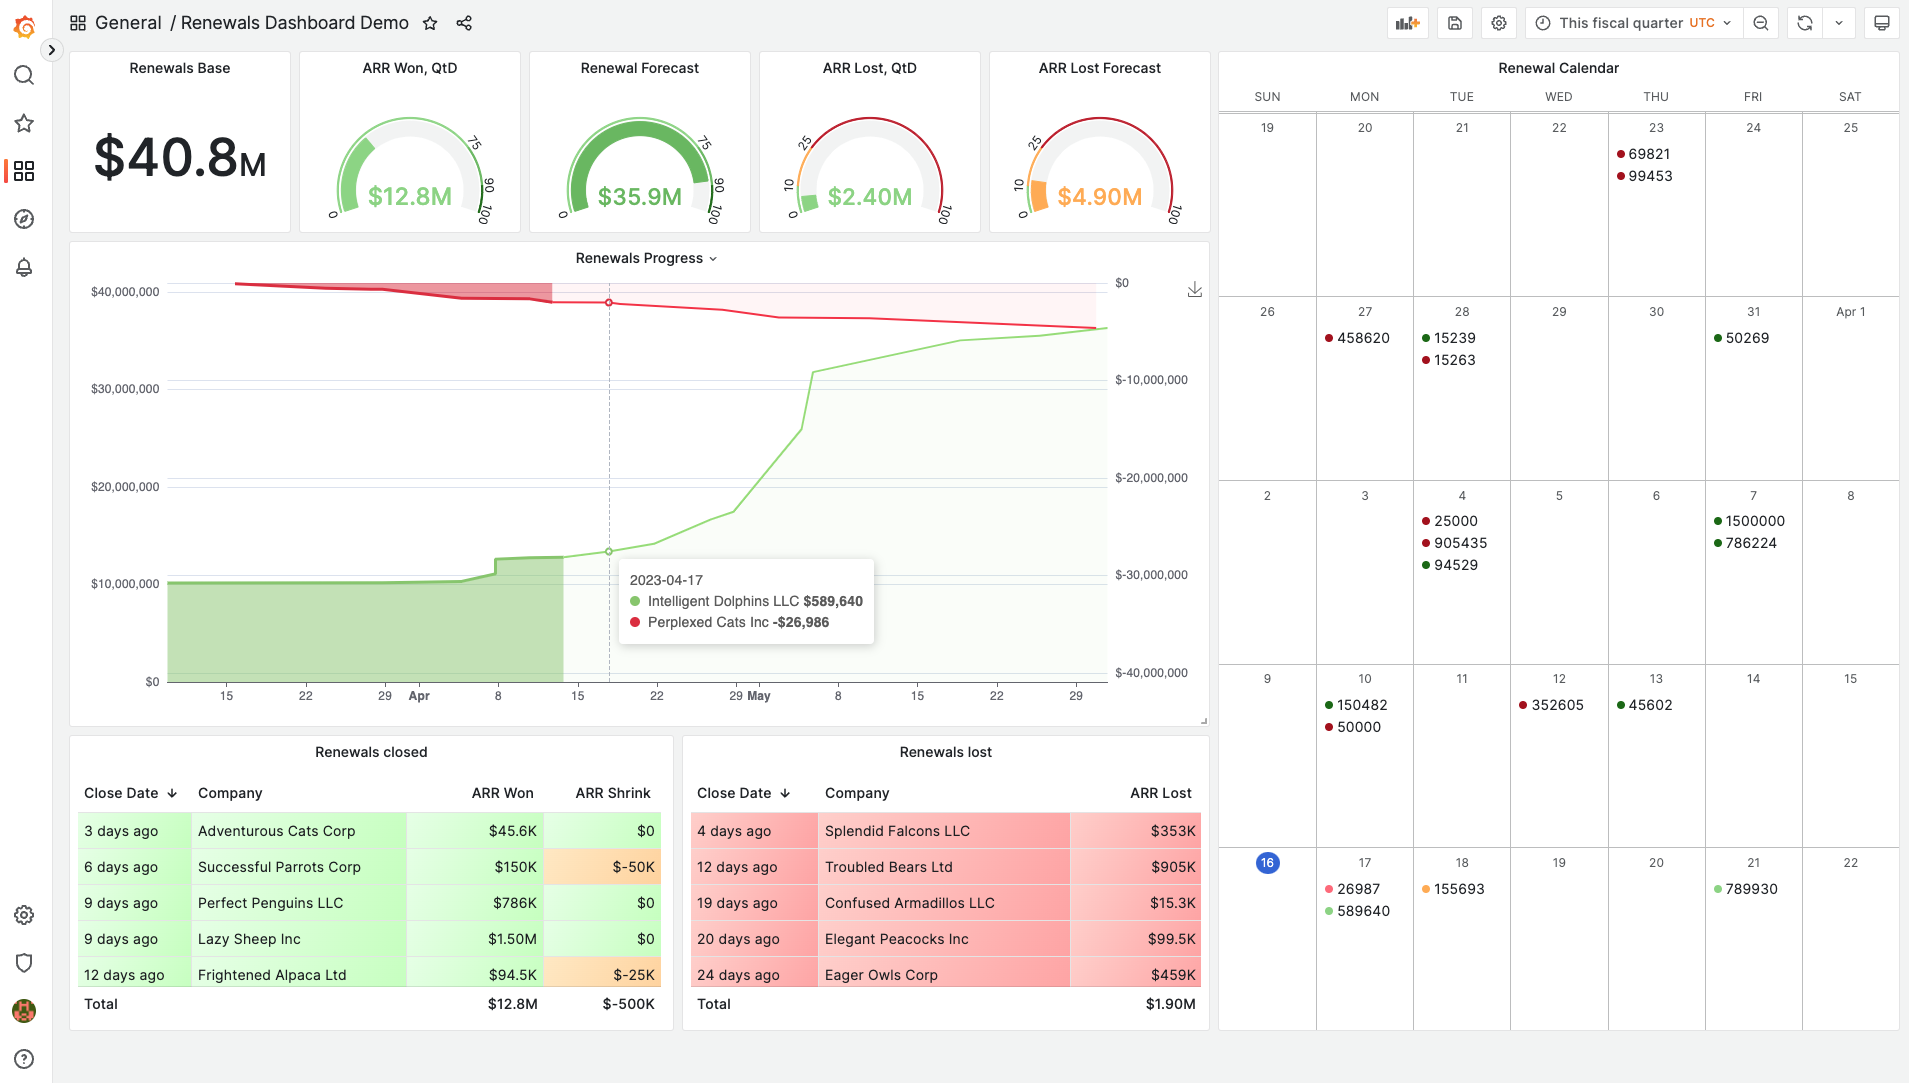 General / Renewals Dashboard Demo
This fiscal quarter UTC
Renewals Base
$40.8M
ARR Won, QtD
0
75
90
100
$12.8M
Renewal Forecast
0
75
90
100
$35.9M
ARR Lost, QtD
0
10
25
100
$2.40M
ARR Lost Forecast
0
10
25
100
$4.90M
Renewals Progress
$40,000,000
$30,000,000
$20,000,000
$10,000,000
$0
$0
$-10,000,000
$-20,000,000
$-30,000,000
$-40,000,000
15 22 29 Apr 8 15 22 29 May 8 15 22 29
2023-04-17
Intelligent Dolphins LLC $589,640
Perplexed Cats Inc -$26,986
Renewals closed
Close Date Company ARR Won ARR Shrink
3 days ago Adventurous Cats Corp $45.6K $0
6 days ago Successful Parrots Corp $150K $-50K
9 days ago Perfect Penguins LLC $786K $0
9 days ago Lazy Sheep Inc $1.50M $0
12 days ago Frightened Alpaca Ltd $94.5K $-25K
Total $12.8M $-500K
Renewals lost
Close Date Company ARR Lost
4 days ago Splendid Falcons LLC $353K
12 days ago Troubled Bears Ltd $905K
19 days ago Confused Armadillos LLC $15.3K
20 days ago Elegant Peacocks Inc $99.5K
24 days ago Eager Owls Corp $459K
Total $1.90M
Renewal Calendar
SUN MON TUE WED THU FRI SAT
19 20 21 22 23 24 25
69821
99453
26 27 28 29 30 31 Apr 1
458620 15239 50269
15263
2 3 4 5 6 7 8
25000 1500000
905435 786224
94529
9 10 11 12 13 14 15
150482 352605 45602
50000
16 17 18 19 20 21 22
26987 155693 789930
589640